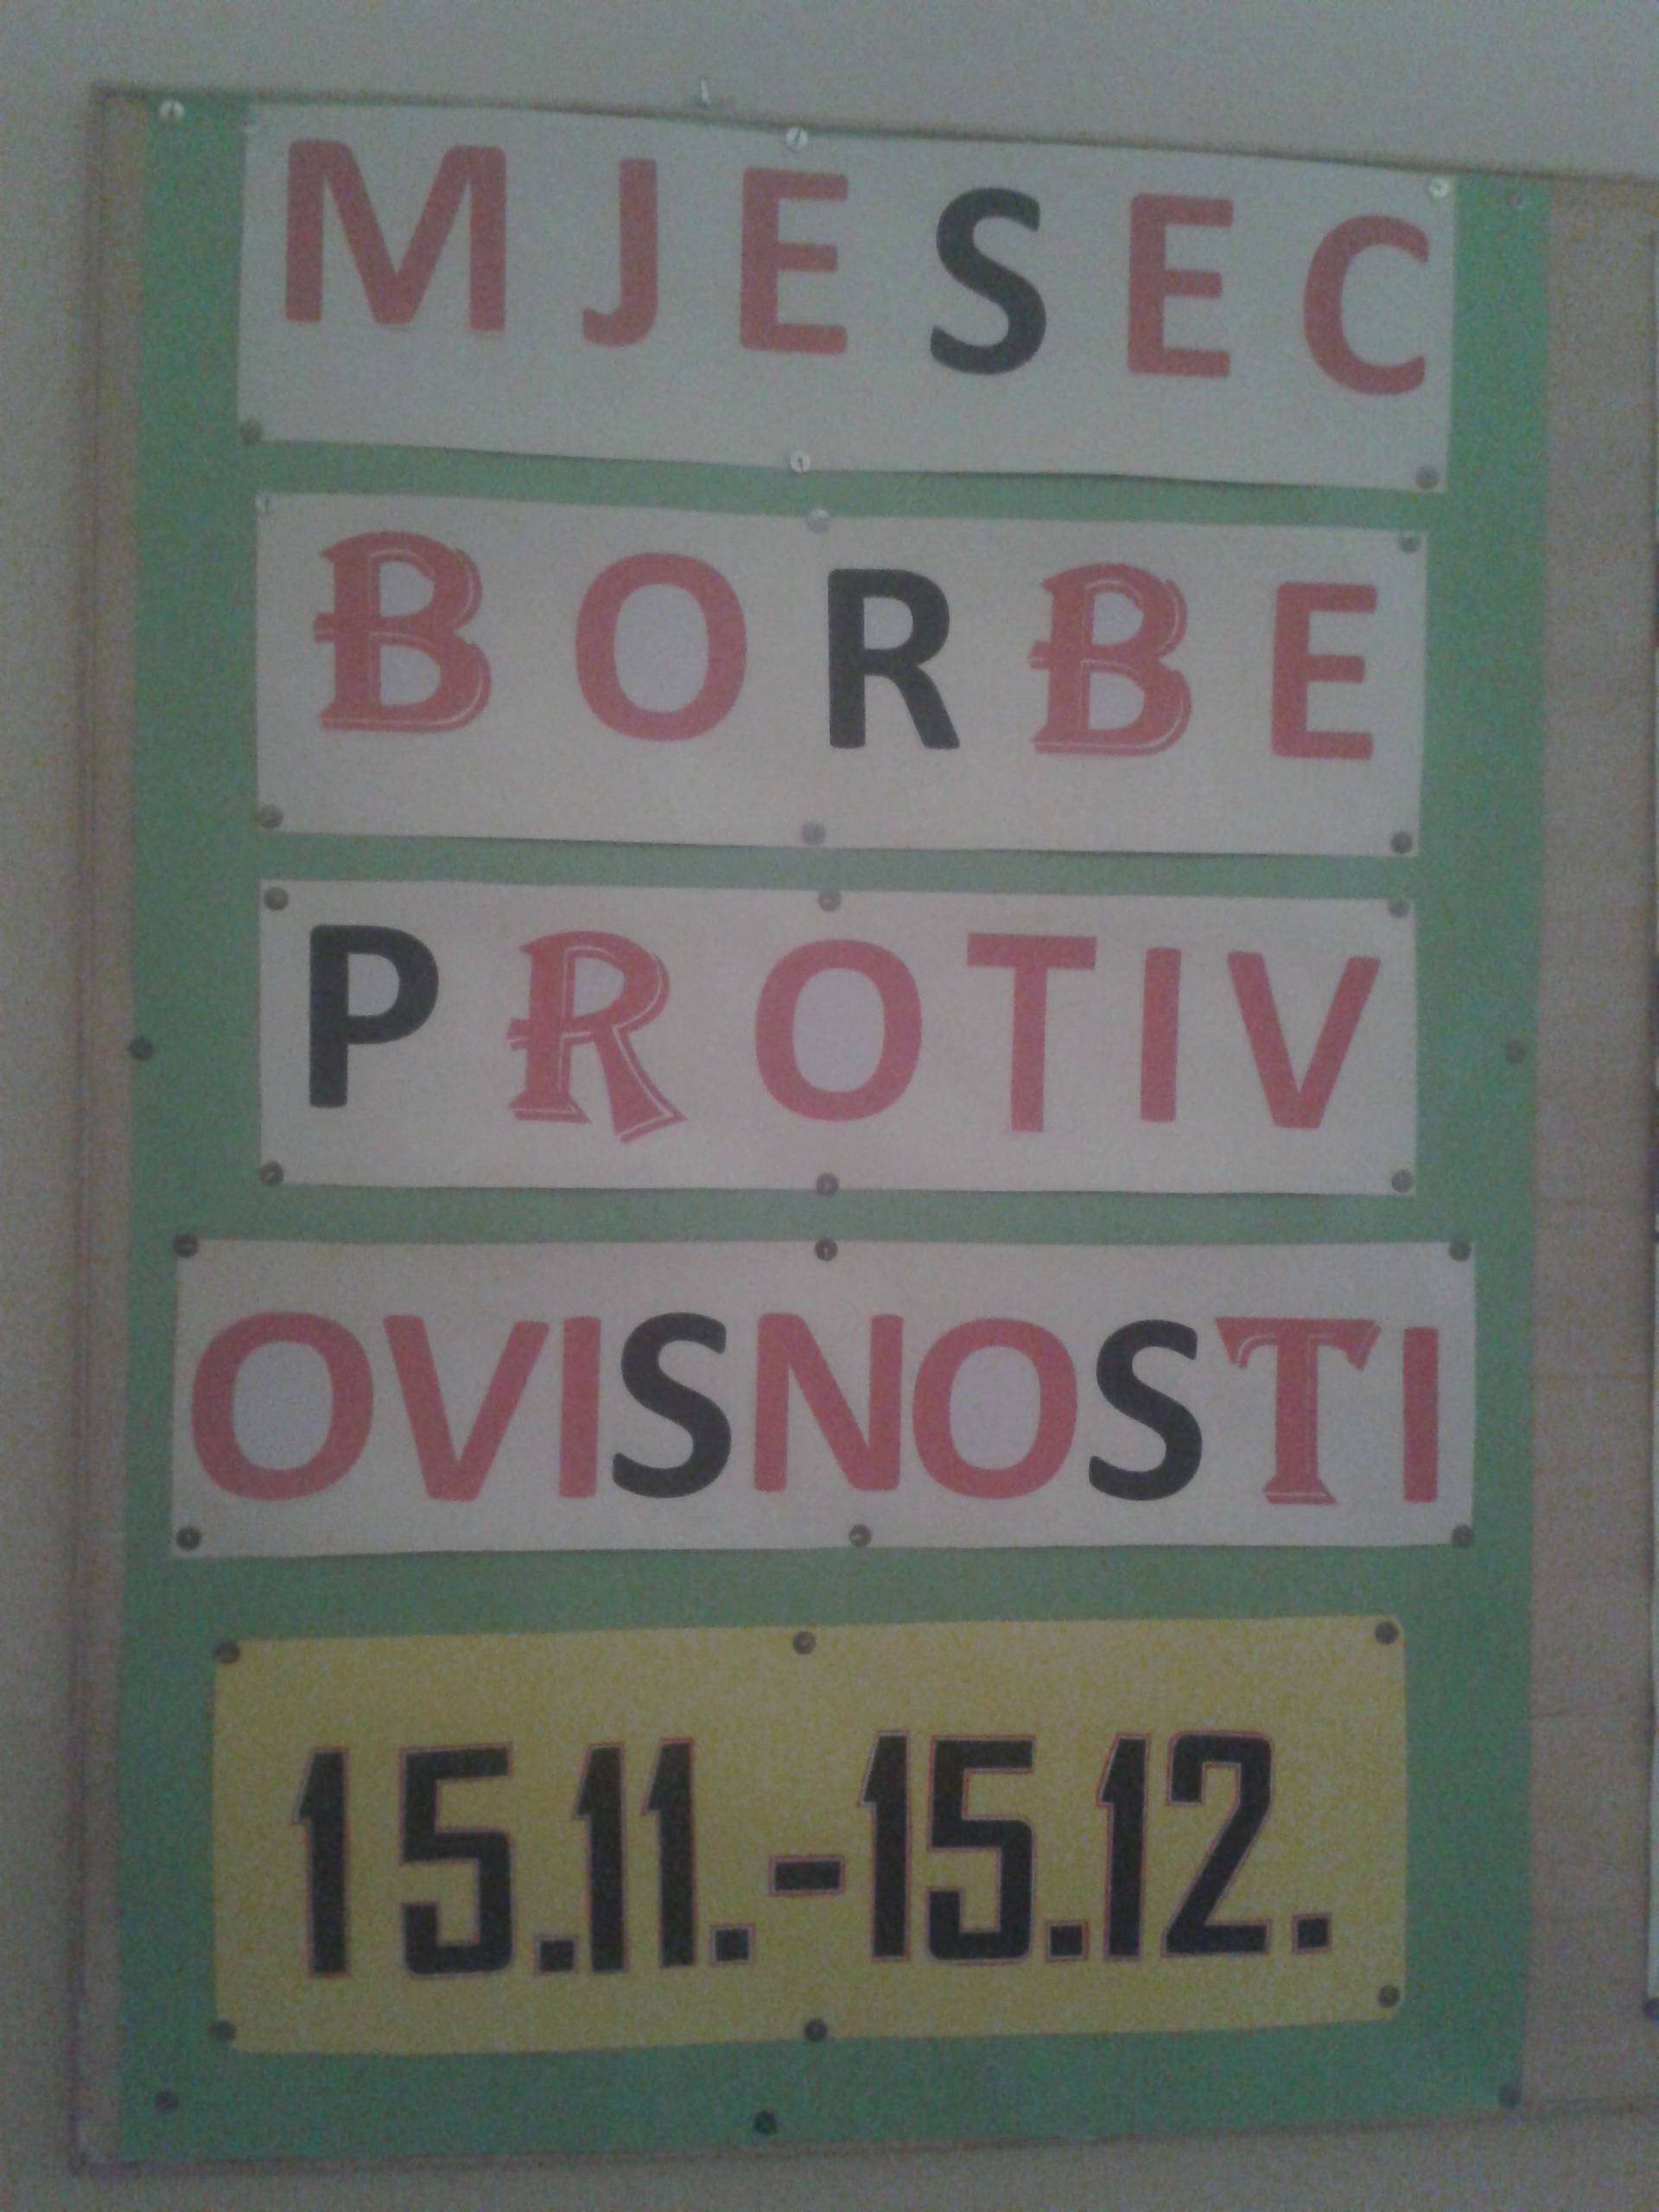 MJESEC
BORBE
PROTIV
OVISNOSTI
15.11.-15.12.